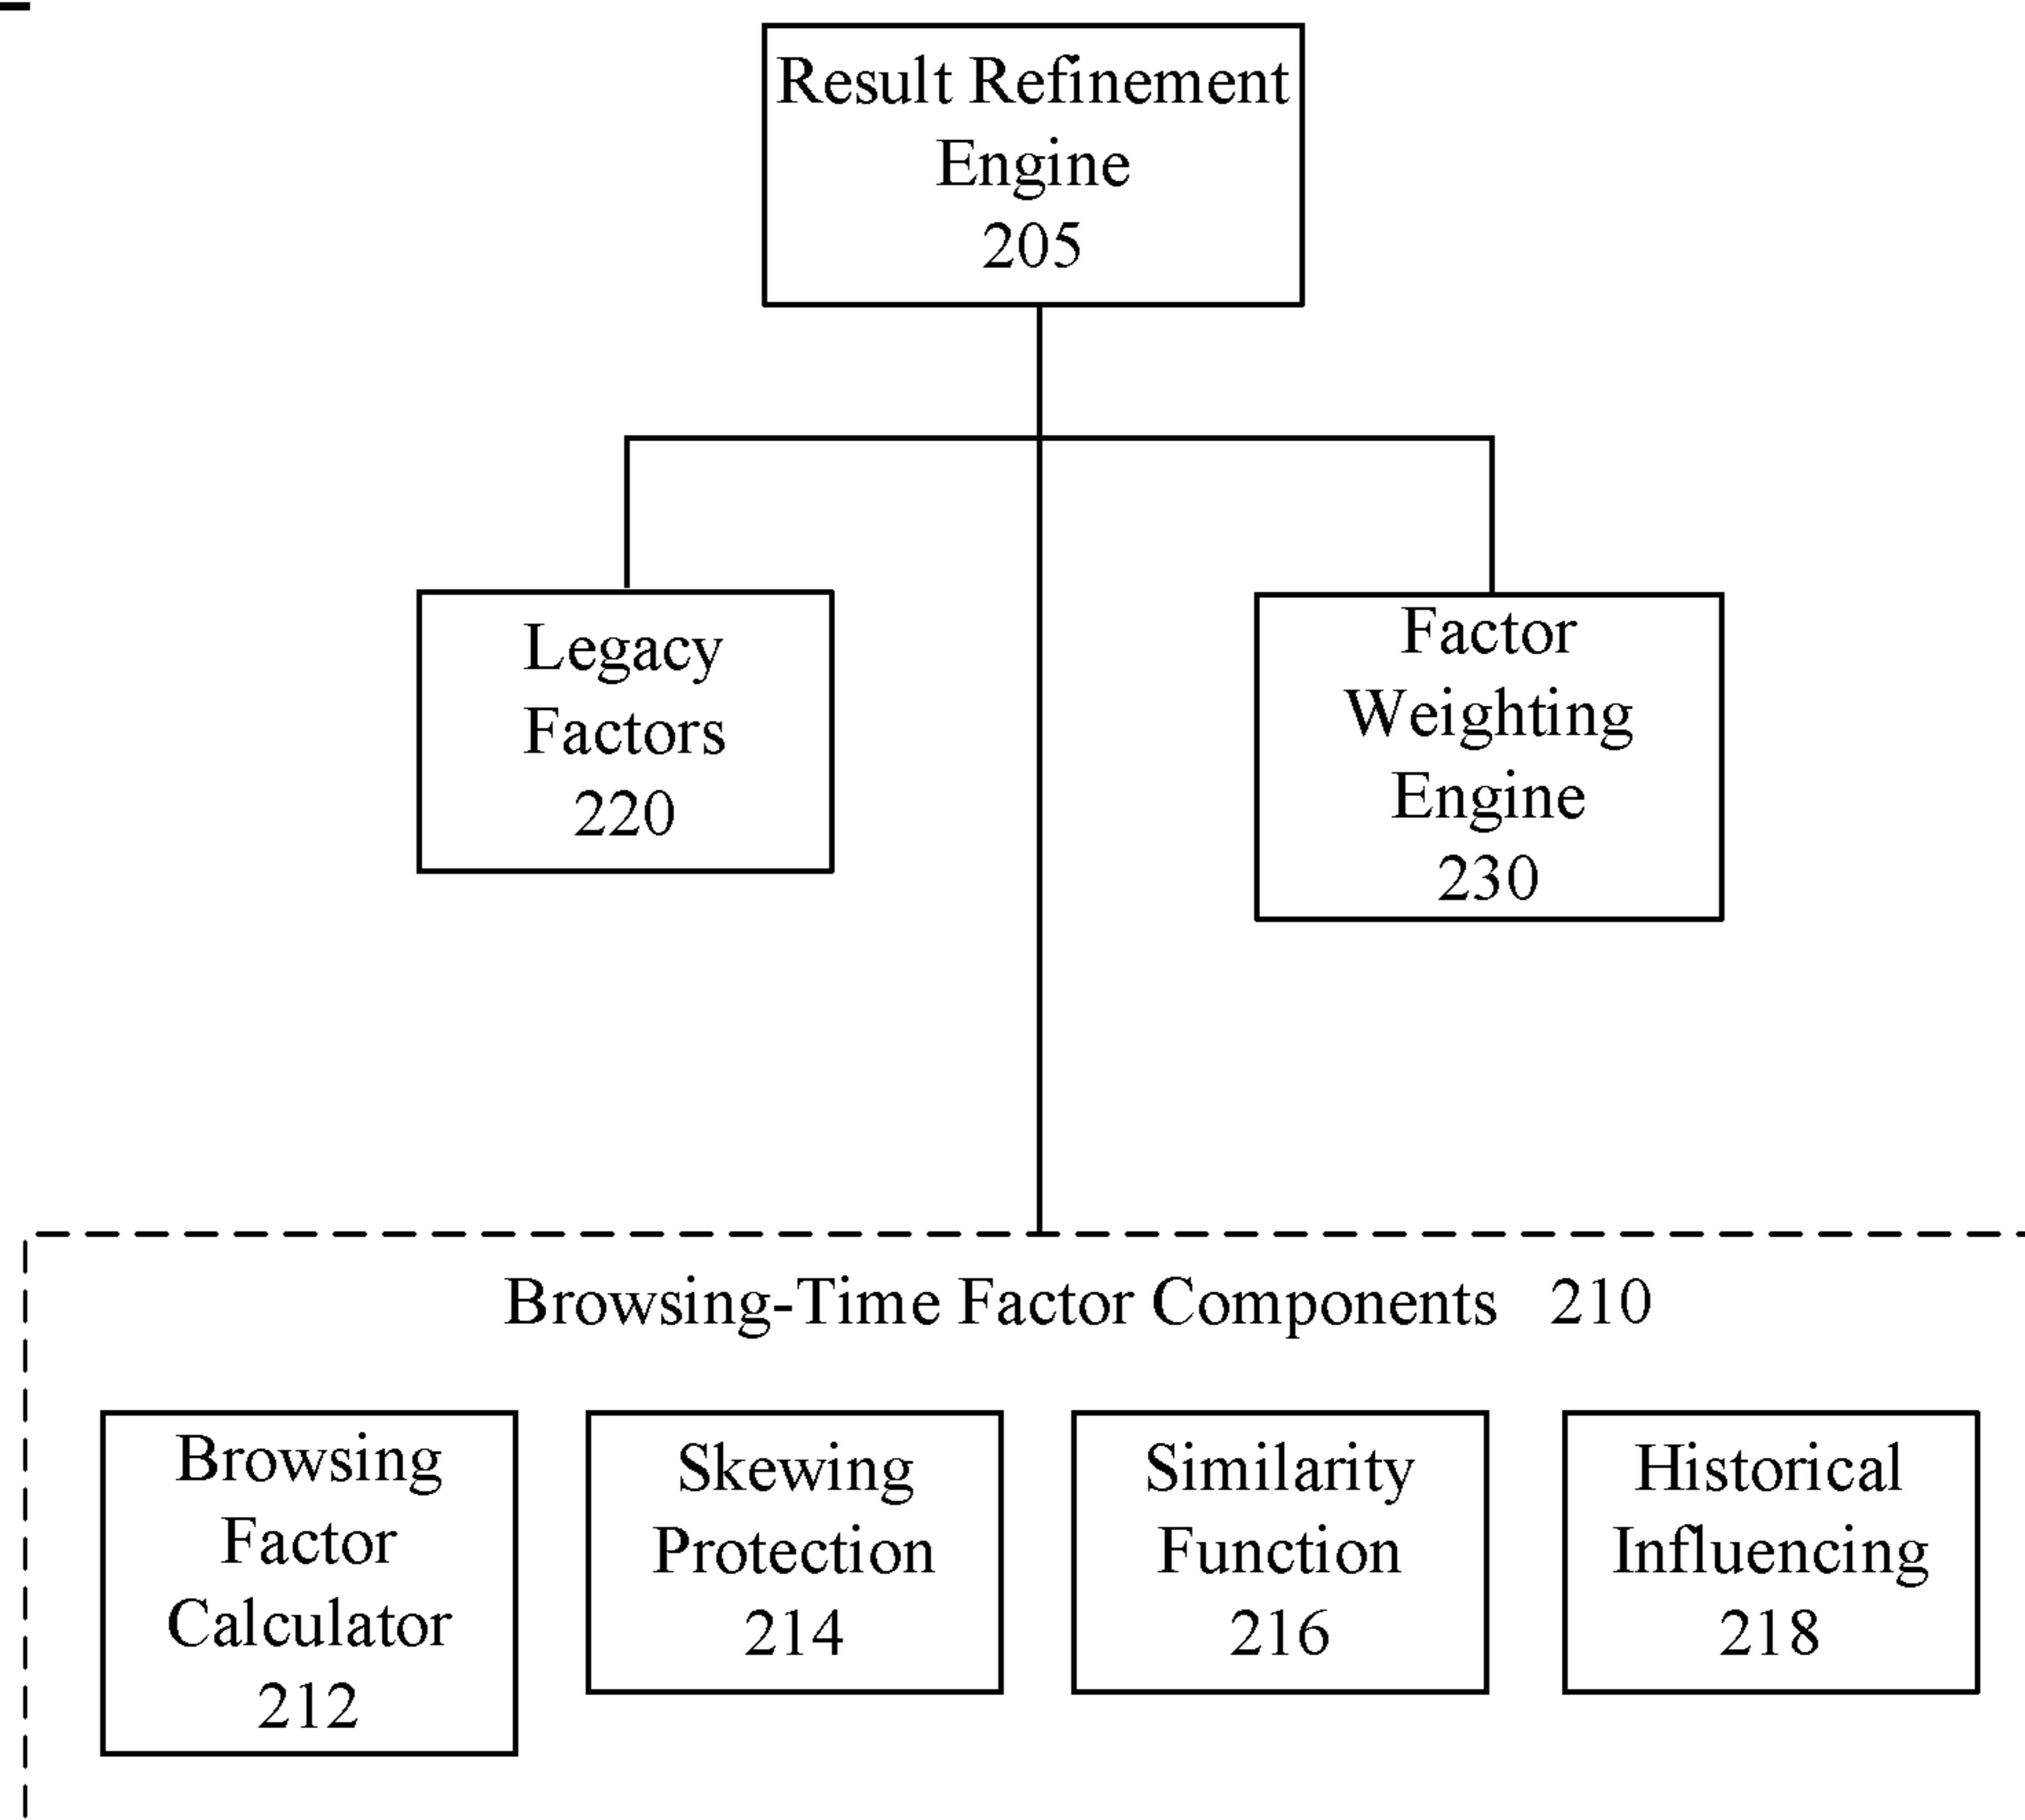 Result Refinement
Engine
205
Legacy
Factors
220
Factor
Weighting
Engine
230
Browsing-Time Factor Components 210
Browsing
Factor
Calculator
212
Skewing
Protection
214
Similarity
Function
216
Historical
Influencing
218